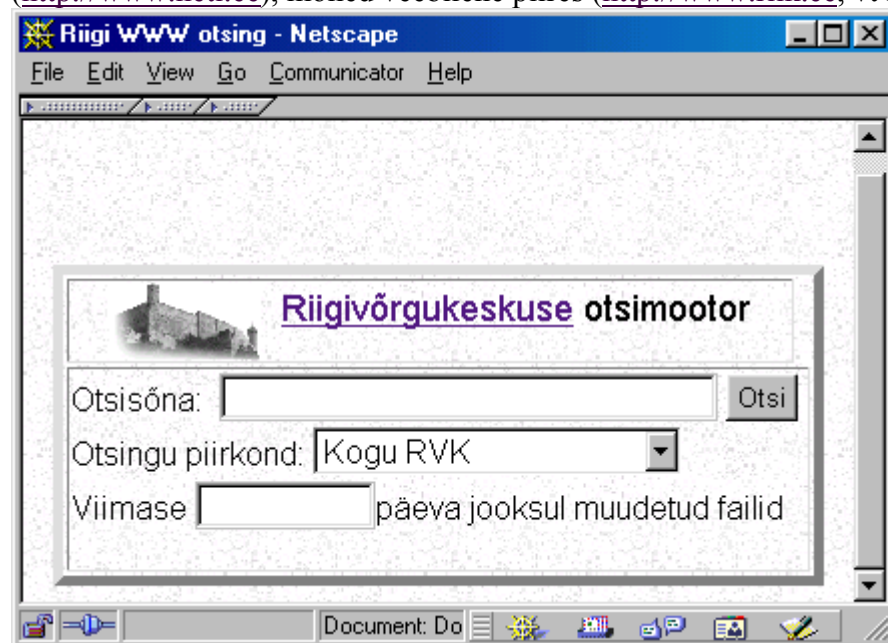 Riigi WWW otsing - Netscape
File Edit View Go Communicator Help
Riigivõrgukeskuse otsimootor
Otsisõna: Otsi
Otsingu piirkond: Kogu RVK
Viimase päeva jooksul muudetud failid
Document: Do